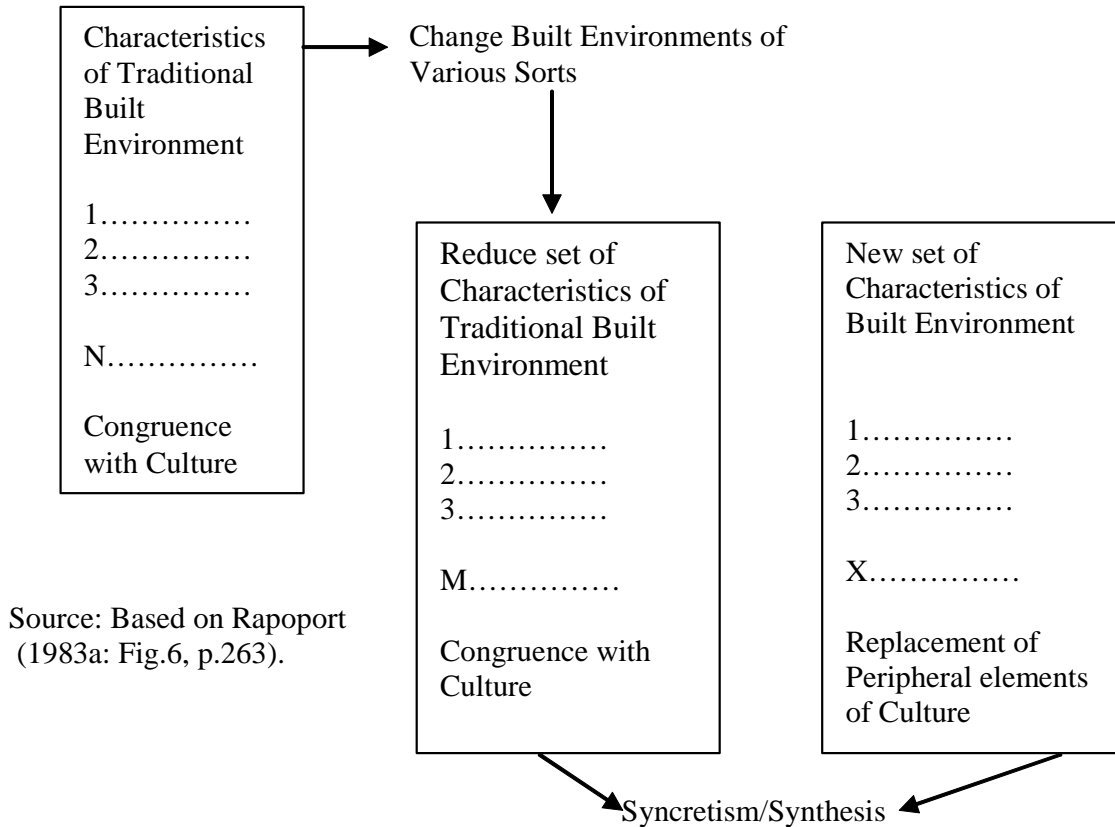 Characteristics
of Traditional
Built
Environment
1……………
2……………
3……………
N……………
Congruence
with Culture
Change Built Environments of
Various Sorts
Reduce set of
Characteristics of
Traditional Built
Environment
1……………
2……………
3……………
M……………
Congruence with
Culture
New set of
Characteristics of
Built Environment
1……………
2……………
3……………
X……………
Replacement of
Peripheral elements
of Culture
Source: Based on Rapoport
(1983a: Fig.6, p.263).
Syncretism/Synthesis